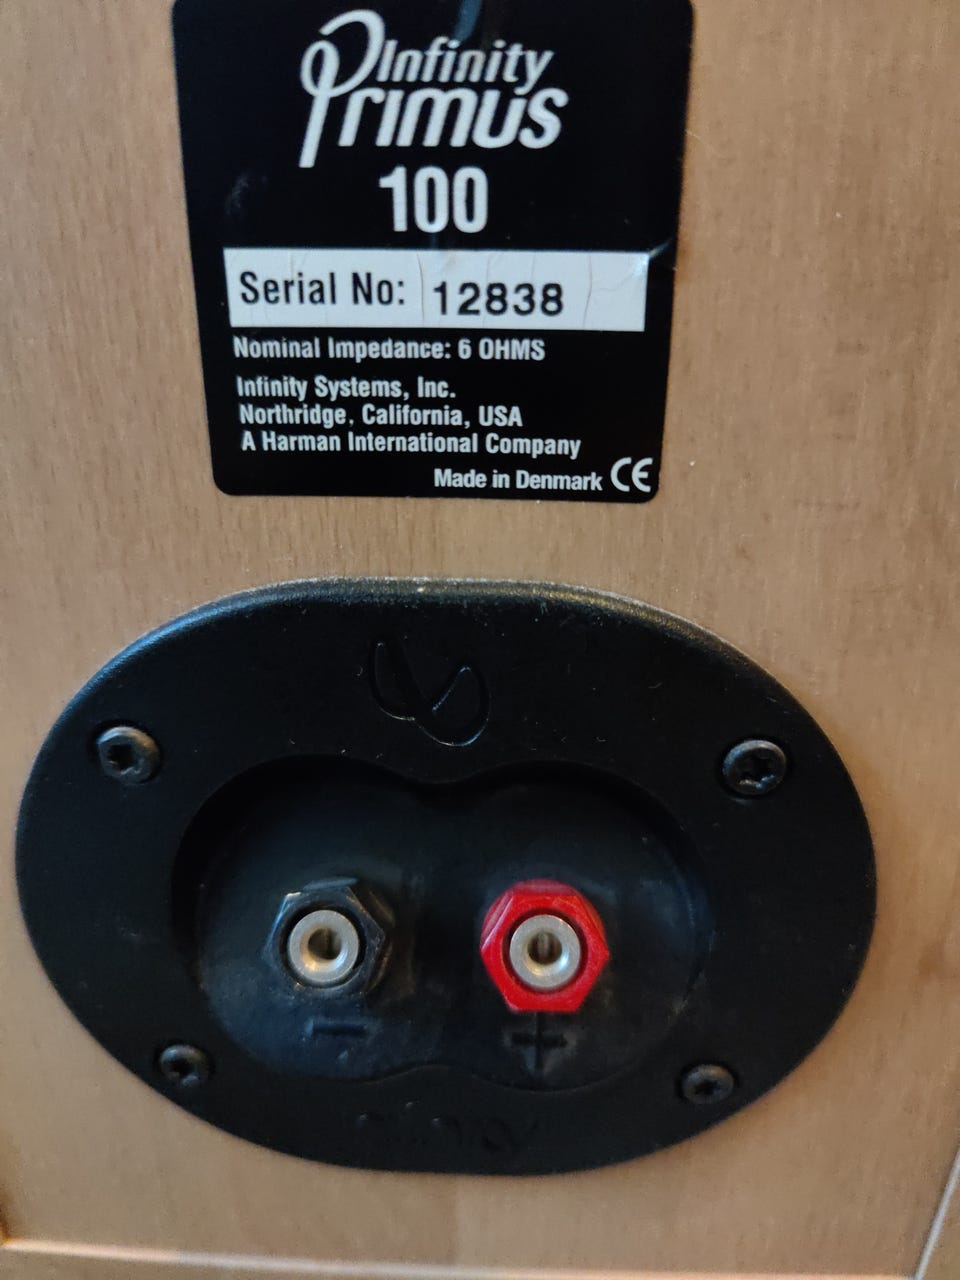 Infinity
Primus
100
Serial No: 12838
Nominal Impedance: 6 OHMS
Infinity Systems, Inc.
Northridge, California, USA
A Harman International Company
Made in Denmark CE
− +
Infinity